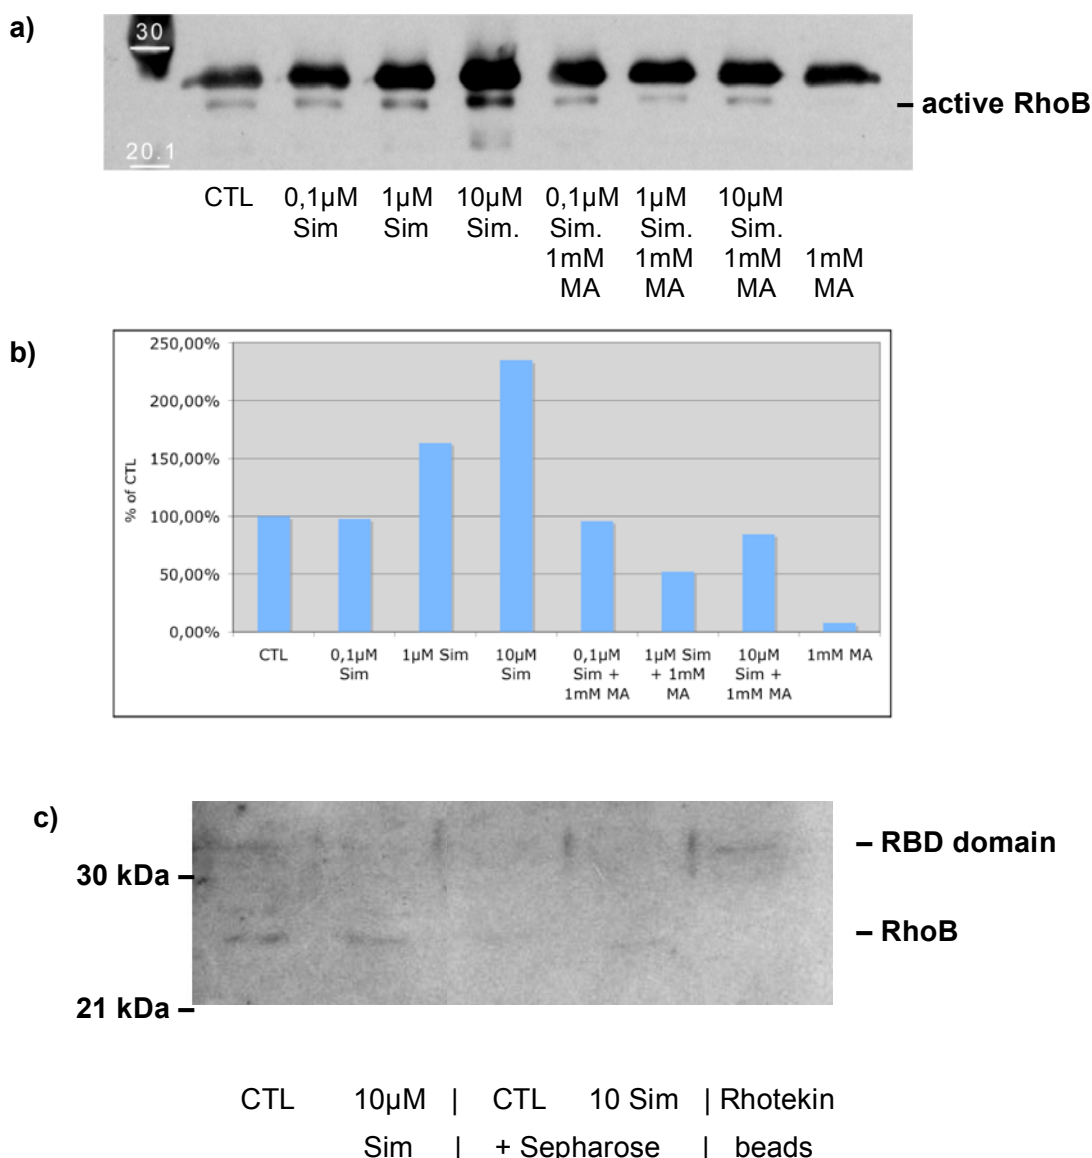 a)
30
20.1
– active RhoB
CTL 0,1µM 1µM 10µM 0,1µM 1µM 10µM
Sim Sim Sim. Sim. Sim. Sim.
1mM 1mM 1mM 1mM
MA MA MA MA
b)
250,00%
200,00%
150,00%
100,00%
50,00%
0,00%
% of CTL
CTL 0,1µM 1µM Sim 10µM 0,1µM 1µM Sim 10µM 1mM MA
Sim Sim Sim + + 1mM Sim +
1mM MA MA 1mM MA
c)
– RBD domain
30 kDa –
– RhoB
21 kDa –
CTL 10µM | CTL 10 Sim | Rhotekin
Sim | + Sepharose | beads